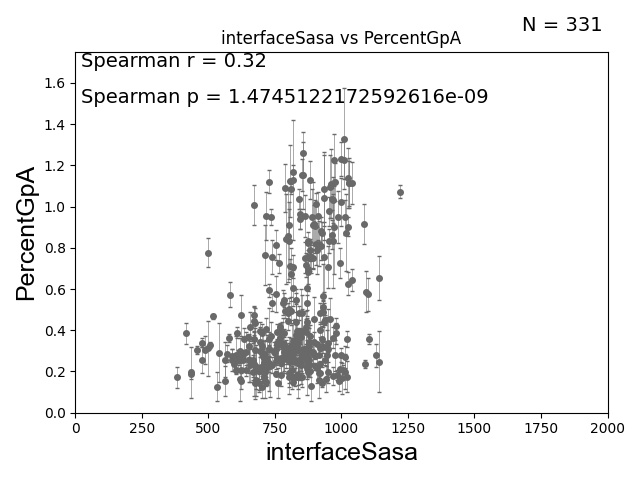 N = 331
interfaceSasa vs PercentGpA
Spearman r = 0.32
Spearman p = 1.4745122172592616e-09
PercentGpA
1.6
1.4
1.2
1.0
0.8
0.6
0.4
0.2
0.0
0 250 500 750 1000 1250 1500 1750 2000
interfaceSasa